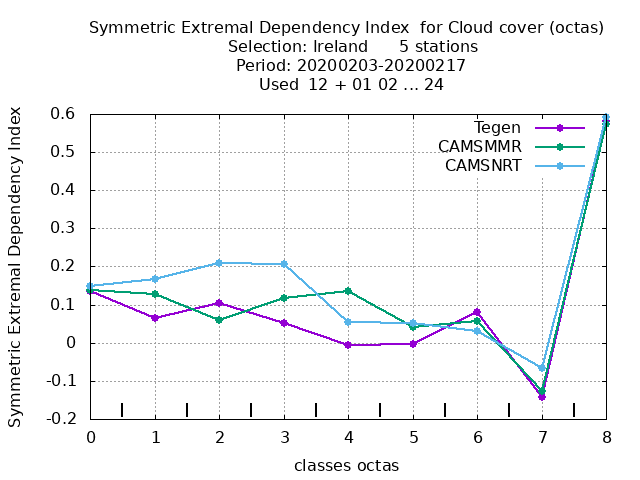 Symmetric Extremal Dependency Index  for Cloud cover (octas)
Selection: Ireland      5 stations
Period: 20200203-20200217
Used  12 + 01 02 ... 24
Symmetric Extremal Dependency Index
0.6
0.5
0.4
0.3
0.2
0.1
0
-0.1
-0.2
Tegen
CAMSMMR
CAMSNRT
0 1 2 3 4 5 6 7 8
classes octas